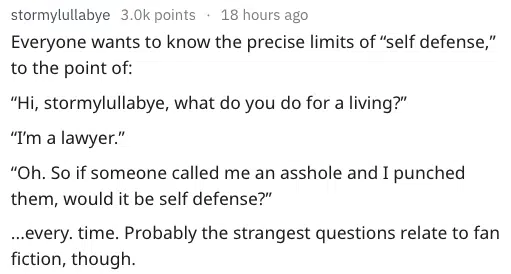 stormylullabye 3.0k points · 18 hours ago
Everyone wants to know the precise limits of “self defense,”
to the point of:
“Hi, stormylullabye, what do you do for a living?”
“I’m a lawyer.”
“Oh. So if someone called me an asshole and I punched
them, would it be self defense?”
...every. time. Probably the strangest questions relate to fan
fiction, though.